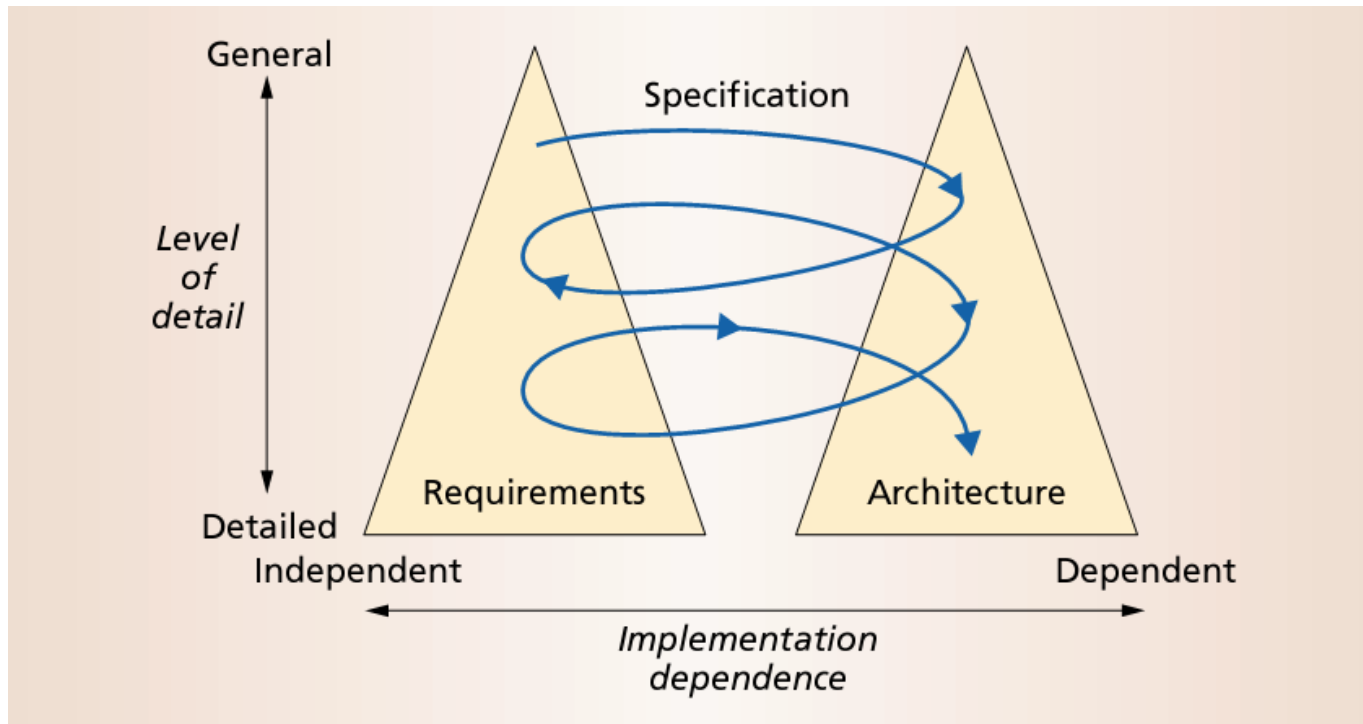 General
Specification
Level
of
detail
Requirements
Architecture
Detailed
Independent
Dependent
Implementation
dependence